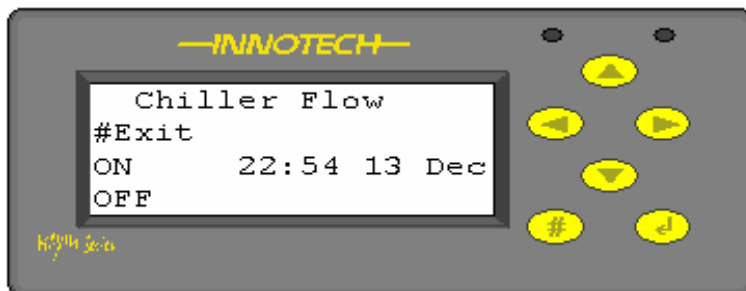 INNOTECH
Chiller Flow
#Exit
ON 22:54 13 Dec
OFF
#